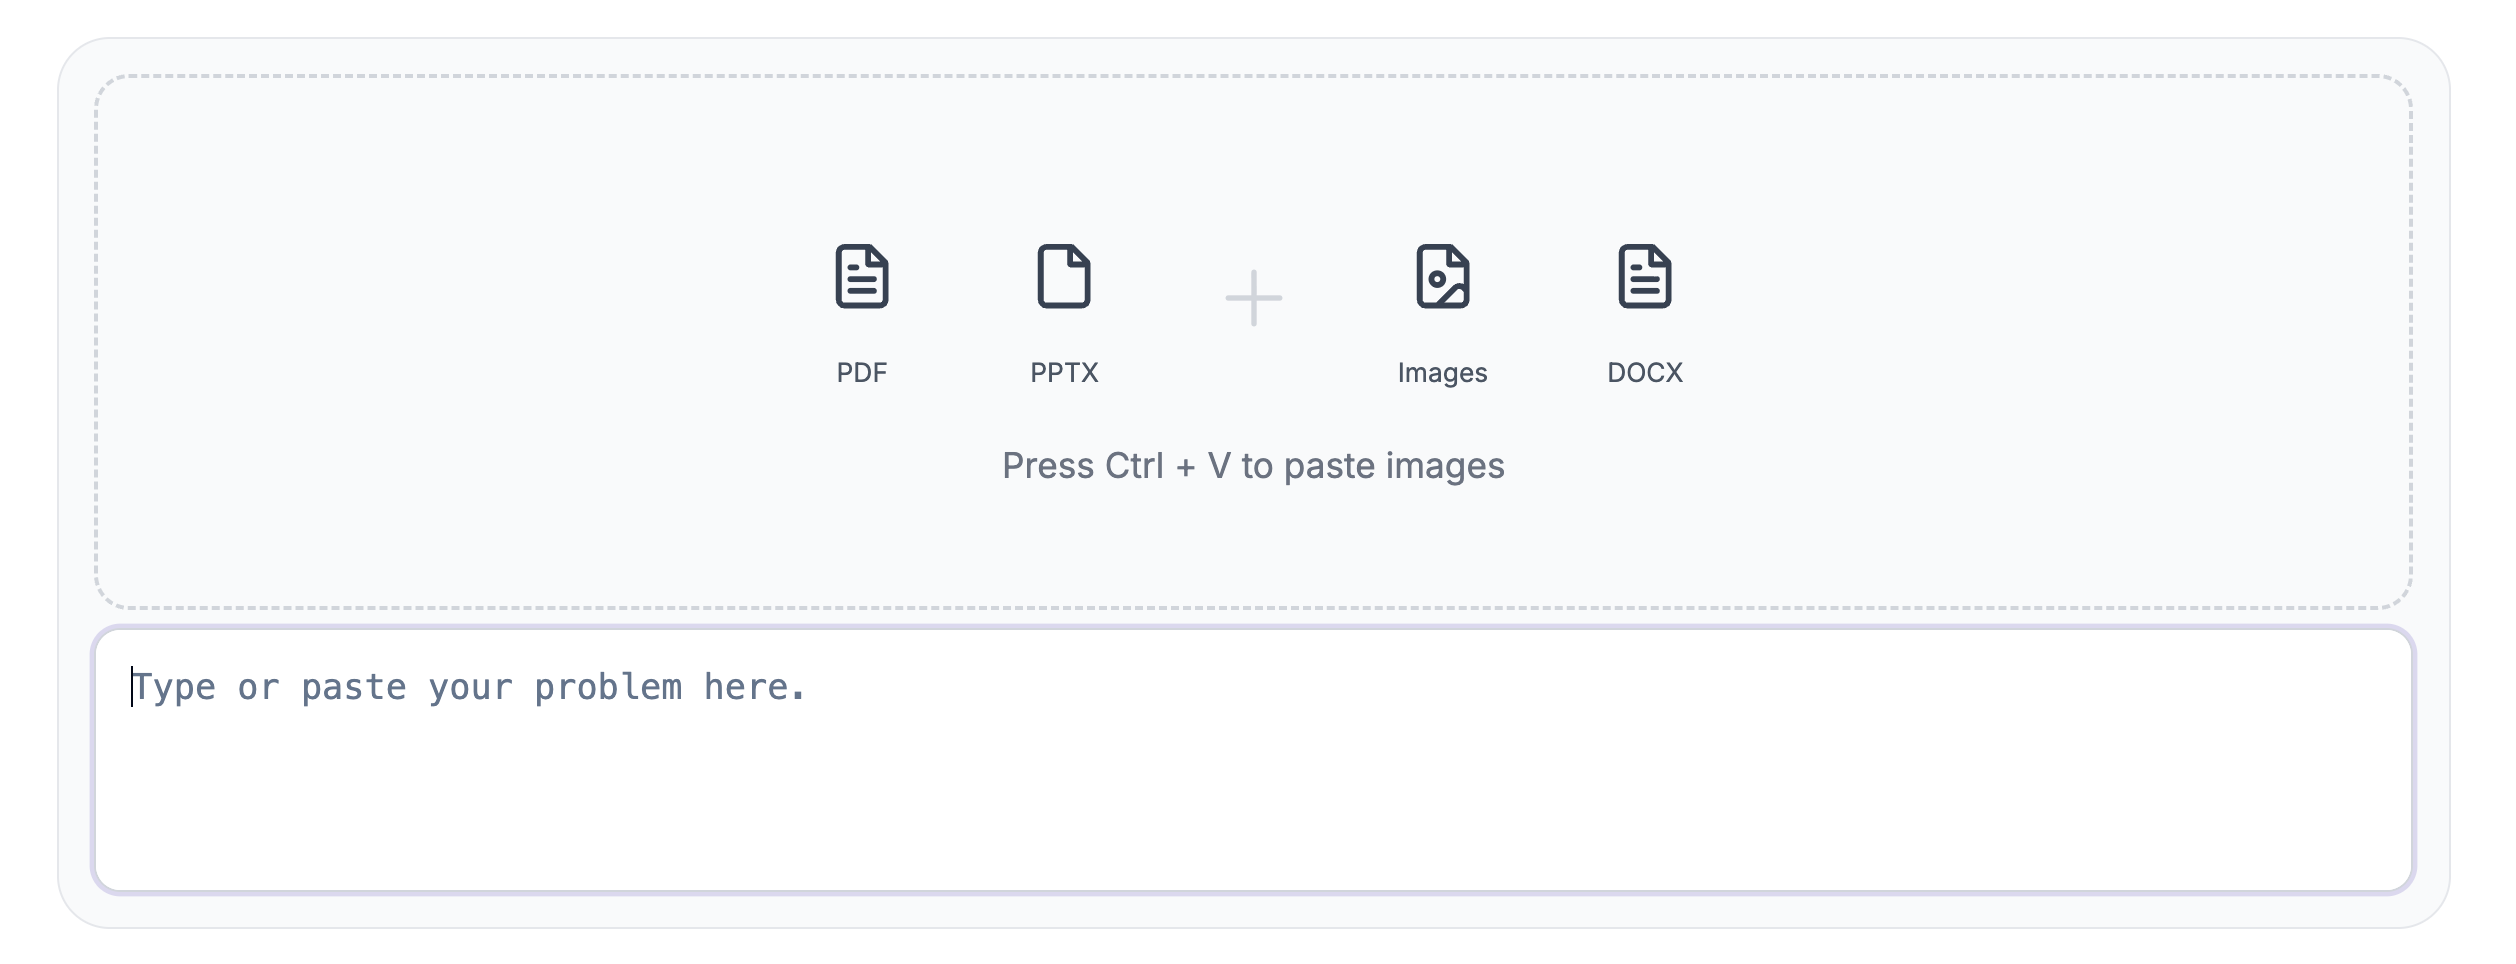 PDF
PPTX
Images
DOCX
Press Ctrl + V to paste images
Type or paste your problem here.